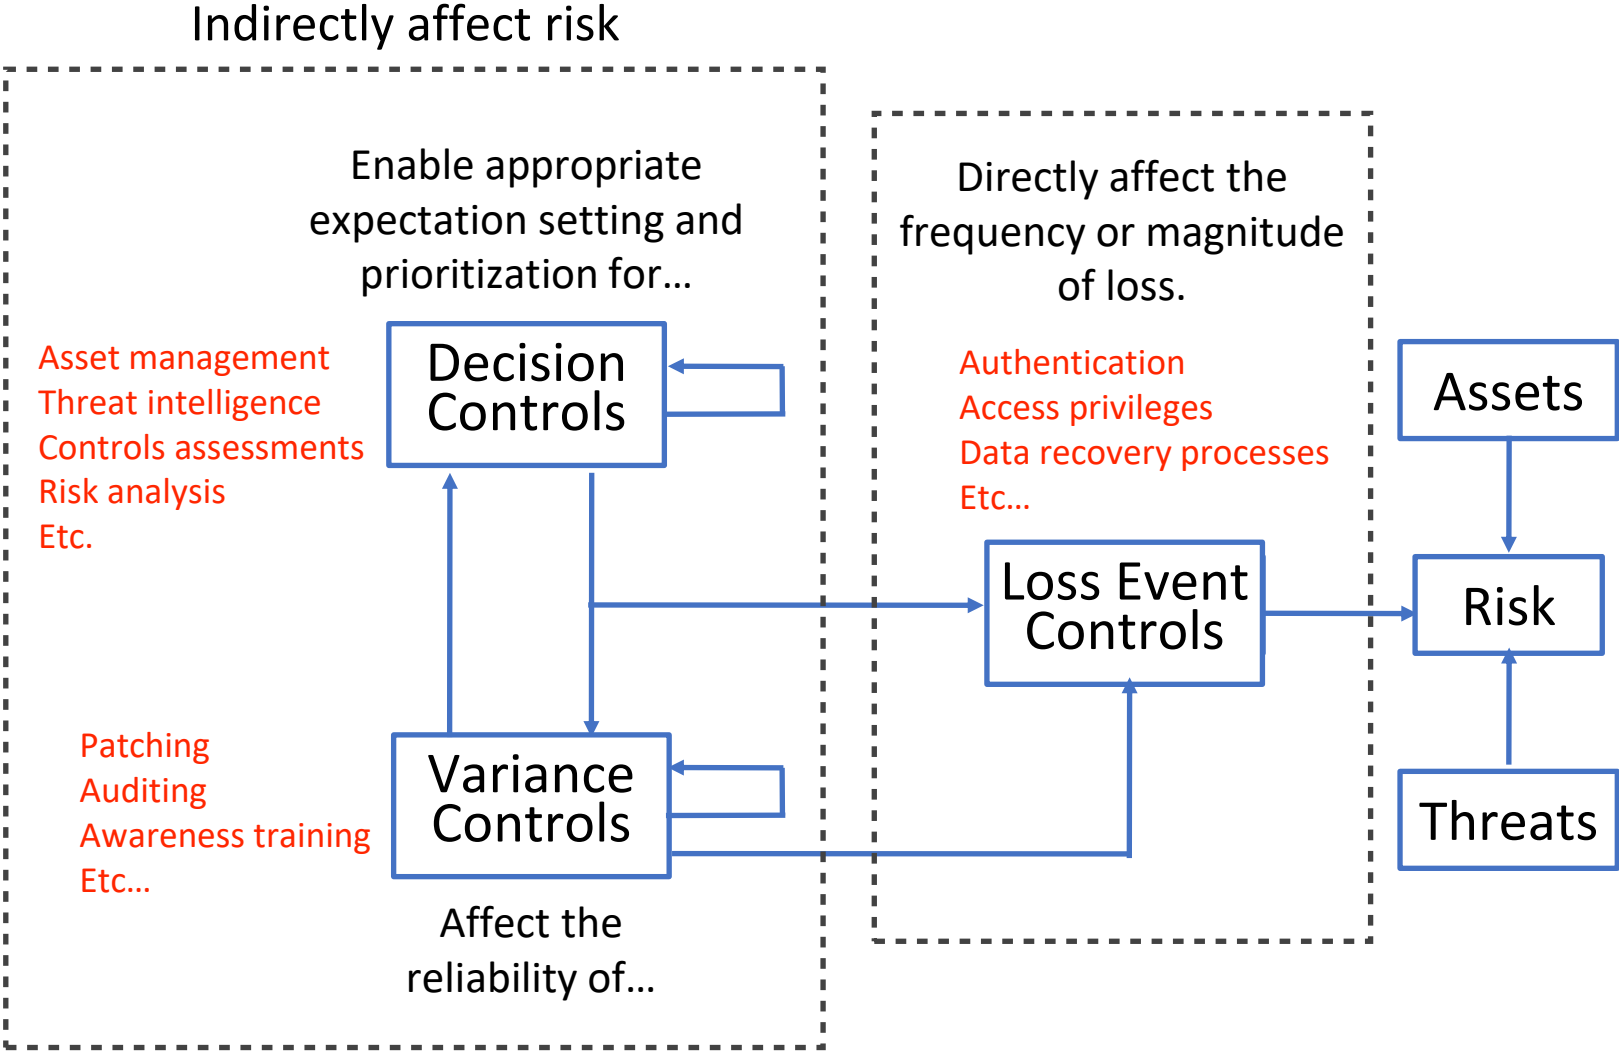 Indirectly affect risk
Enable appropriate
expectation setting and
prioritization for...
Decision
Controls
Asset management
Threat intelligence
Controls assessments
Risk analysis
Etc.
Patching
Auditing
Awareness training
Etc...
Variance
Controls
Affect the
reliability of...
Directly affect the
frequency or magnitude
of loss.
Authentication
Access privileges
Data recovery processes
Etc...
Loss Event
Controls
Assets
Risk
Threats